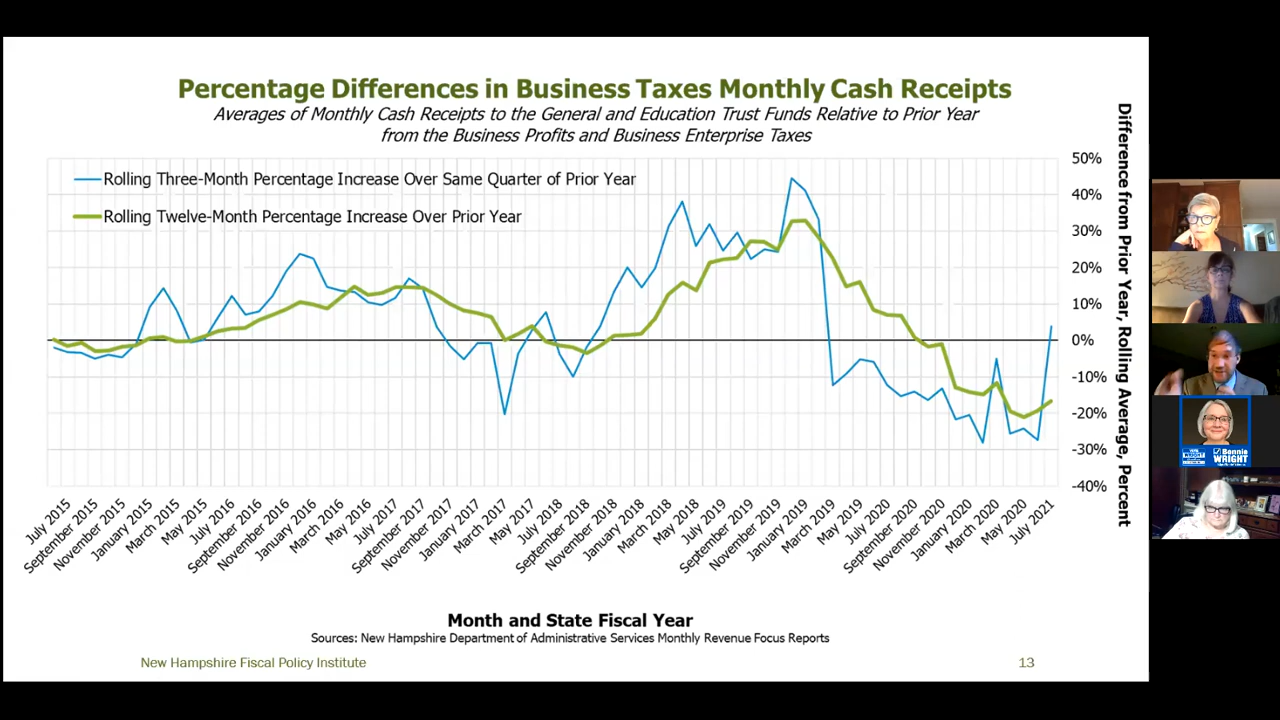 Percentage Differences in Business Taxes Monthly Cash Receipts
Averages of Monthly Cash Receipts to the General and Education Trust Funds Relative to Prior Year
from the Business Profits and Business Enterprise Taxes
Rolling Three-Month Percentage Increase Over Same Quarter of Prior Year
Rolling Twelve-Month Percentage Increase Over Prior Year
50%
40%
30%
20%
10%
0%
-10%
-20%
-30%
-40%
Difference from Prior Year, Rolling Average, Percent
July 2015
September 2015
November 2015
January 2015
March 2015
May 2015
July 2016
September 2016
November 2016
January 2016
March 2016
May 2016
July 2017
September 2017
November 2017
January 2017
March 2017
May 2017
July 2018
September 2018
November 2018
January 2018
March 2018
May 2018
July 2019
September 2019
November 2019
January 2019
March 2019
May 2019
July 2020
September 2020
November 2020
January 2020
March 2020
May 2020
July 2021
Month and State Fiscal Year
Sources: New Hampshire Department of Administrative Services Monthly Revenue Focus Reports
New Hampshire Fiscal Policy Institute
13
WRIGHT
Bonnie
WRIGHT